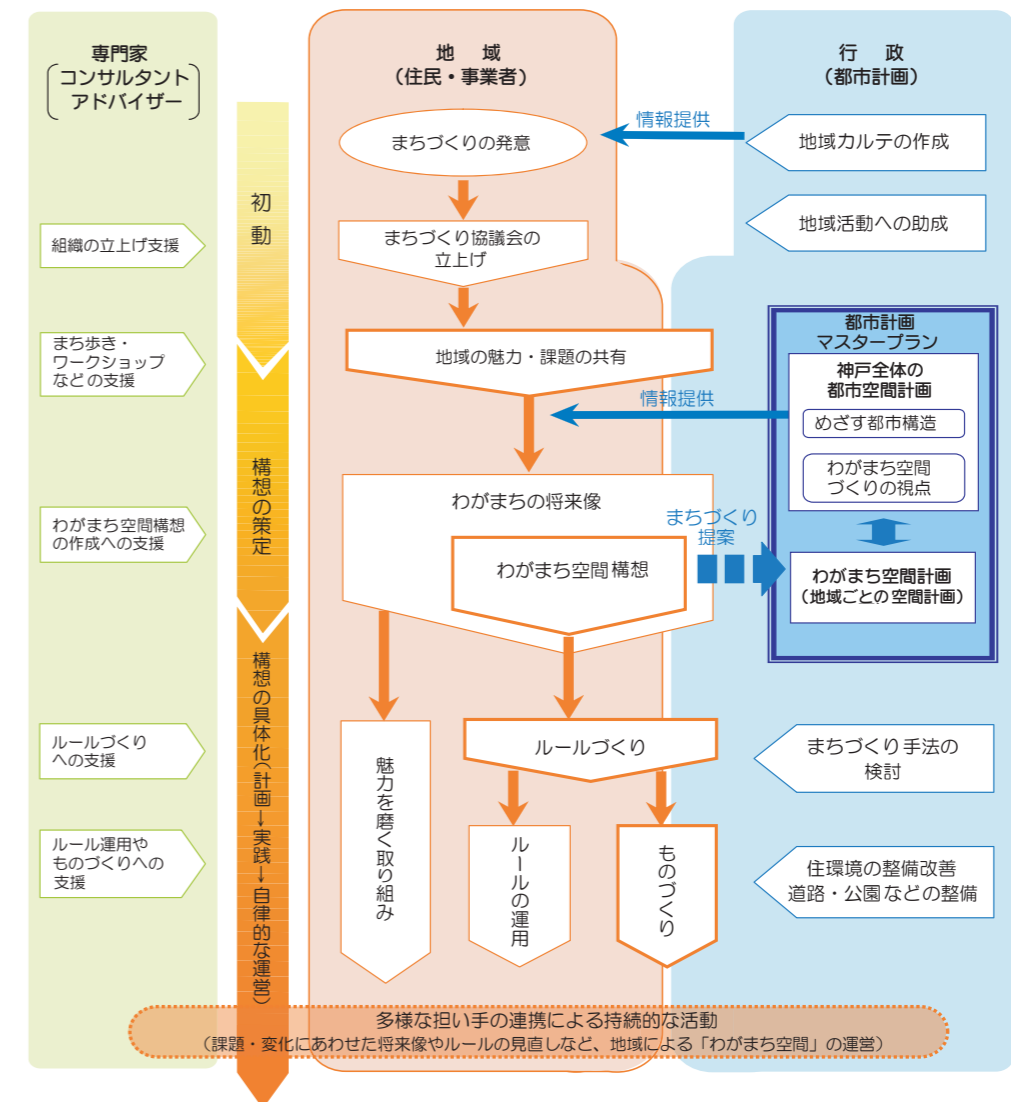 専門家
コンサルタント
アドバイザー
地 域
(住民・事業者)
行 政
(都市計画)
初動
構想の策定
構想の具体化(計画→実践→自律的な運営)
組織の立上げ支援
まち歩き・
ワークショップ
などの支援
わがまち空間構想
の作成への支援
ルールづくり
への支援
ルール運用や
ものづくりへの
支援
まちづくりの発意
まちづくり協議会の
立上げ
地域の魅力・課題の共有
わがまちの将来像
わがまち空間構想
魅力を磨く取り組み
ルールづくり
ルールの運用
ものづくり
情報提供
情報提供
まちづくり
提案
地域カルテの作成
地域活動への助成
都市計画
マスタープラン
神戸全体の
都市空間計画
めざす都市構造
わがまち空間
づくりの視点
わがまち空間計画
(地域ごとの空間計画)
まちづくり手法の
検討
住環境の整備改善
道路・公園などの整備
多様な担い手の連携による持続的な活動
(課題・変化にあわせた将来像やルールの見直しなど、地域による「わがまち空間」の運営)